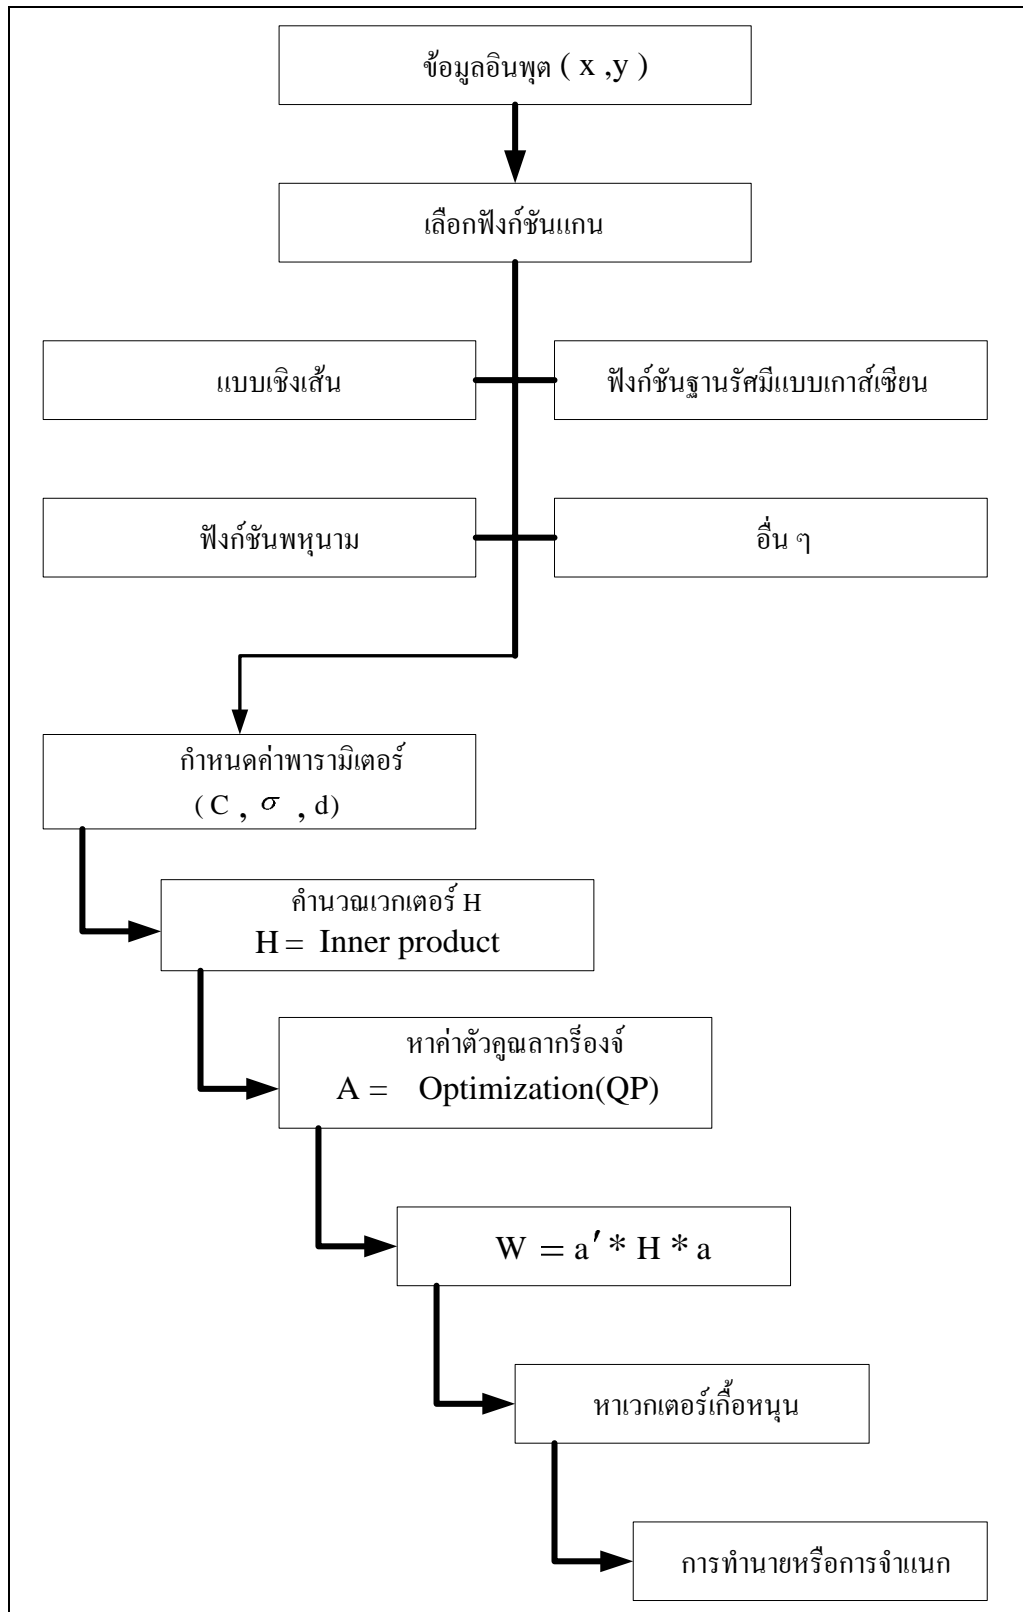 ข้อมูลอินพุต ( x ,y )
เลือกฟังก์ชันแกน
แบบเชิงเส้น
ฟังก์ชันฐานรัศมีแบบเกาส์เซียน
ฟังก์ชันพหุนาม
อื่น ๆ
กำหนดค่าพารามิเตอร์
( C , σ , d)
คำนวณเวกเตอร์ H
H = Inner product
หาค่าตัวคูณลากร็องจ์
A = Optimization(QP)
W = a′ * H * a
หาเวกเตอร์เกื้อหนุน
การทำนายหรือการจำแนก